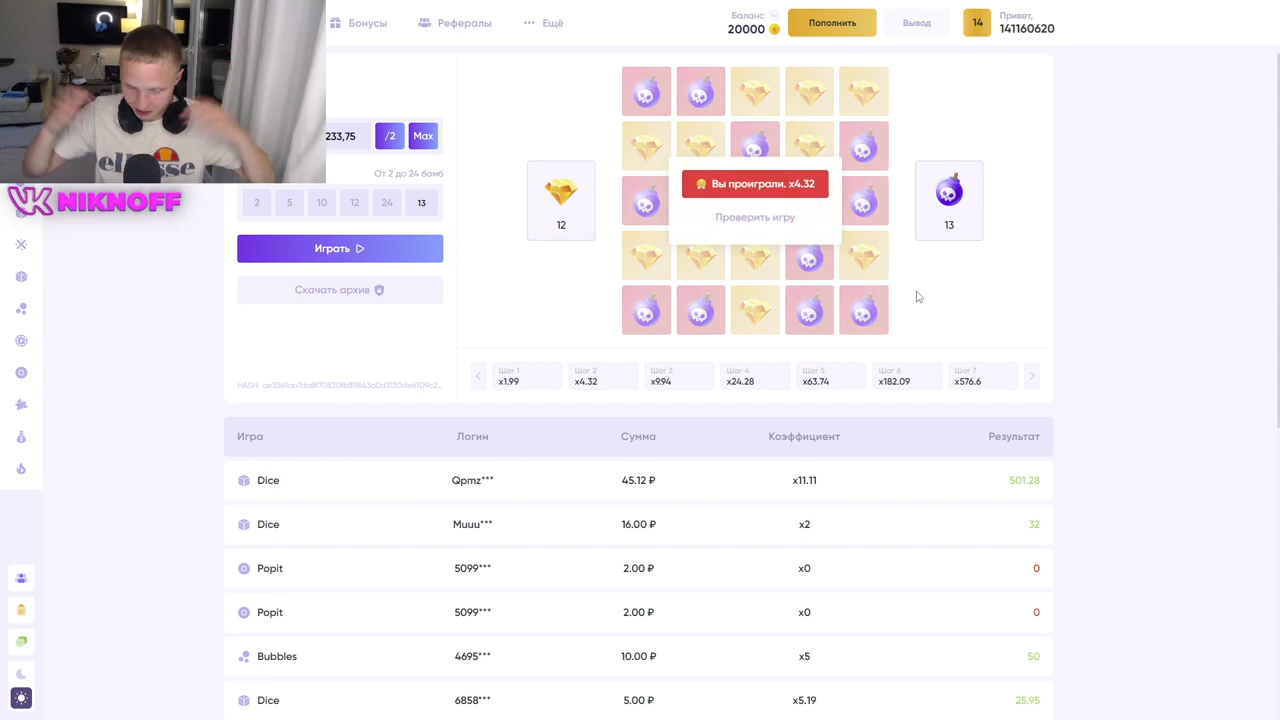 Бонусы
Рефералы
Ещё
Баланс
20000
Пополнить
Вывод
14
Привет,
141160620
ellesse
VK NIKNOFF
233,75
/2
Max
От 2 до 24 бомб
2
5
10
12
24
13
Играть
Скачать архив
12
Вы проиграли. x4.32
Проверить игру
13
Шаг 1
x1.99
Шаг 2
x4.32
Шаг 3
x9.94
Шаг 4
x24.28
Шаг 5
x63.74
Шаг 6
x182.09
Шаг 7
x576.6
Игра Логин Сумма Коэффициент Результат
Dice Qpmz*** 45.12 ₽ x11.11 501.28
Dice Muuu*** 16.00 ₽ x2 32
Popit 5099*** 2.00 ₽ x0 0
Popit 5099*** 2.00 ₽ x0 0
Bubbles 4695*** 10.00 ₽ x5 50
Dice 6858*** 5.00 ₽ x5.19 25.95